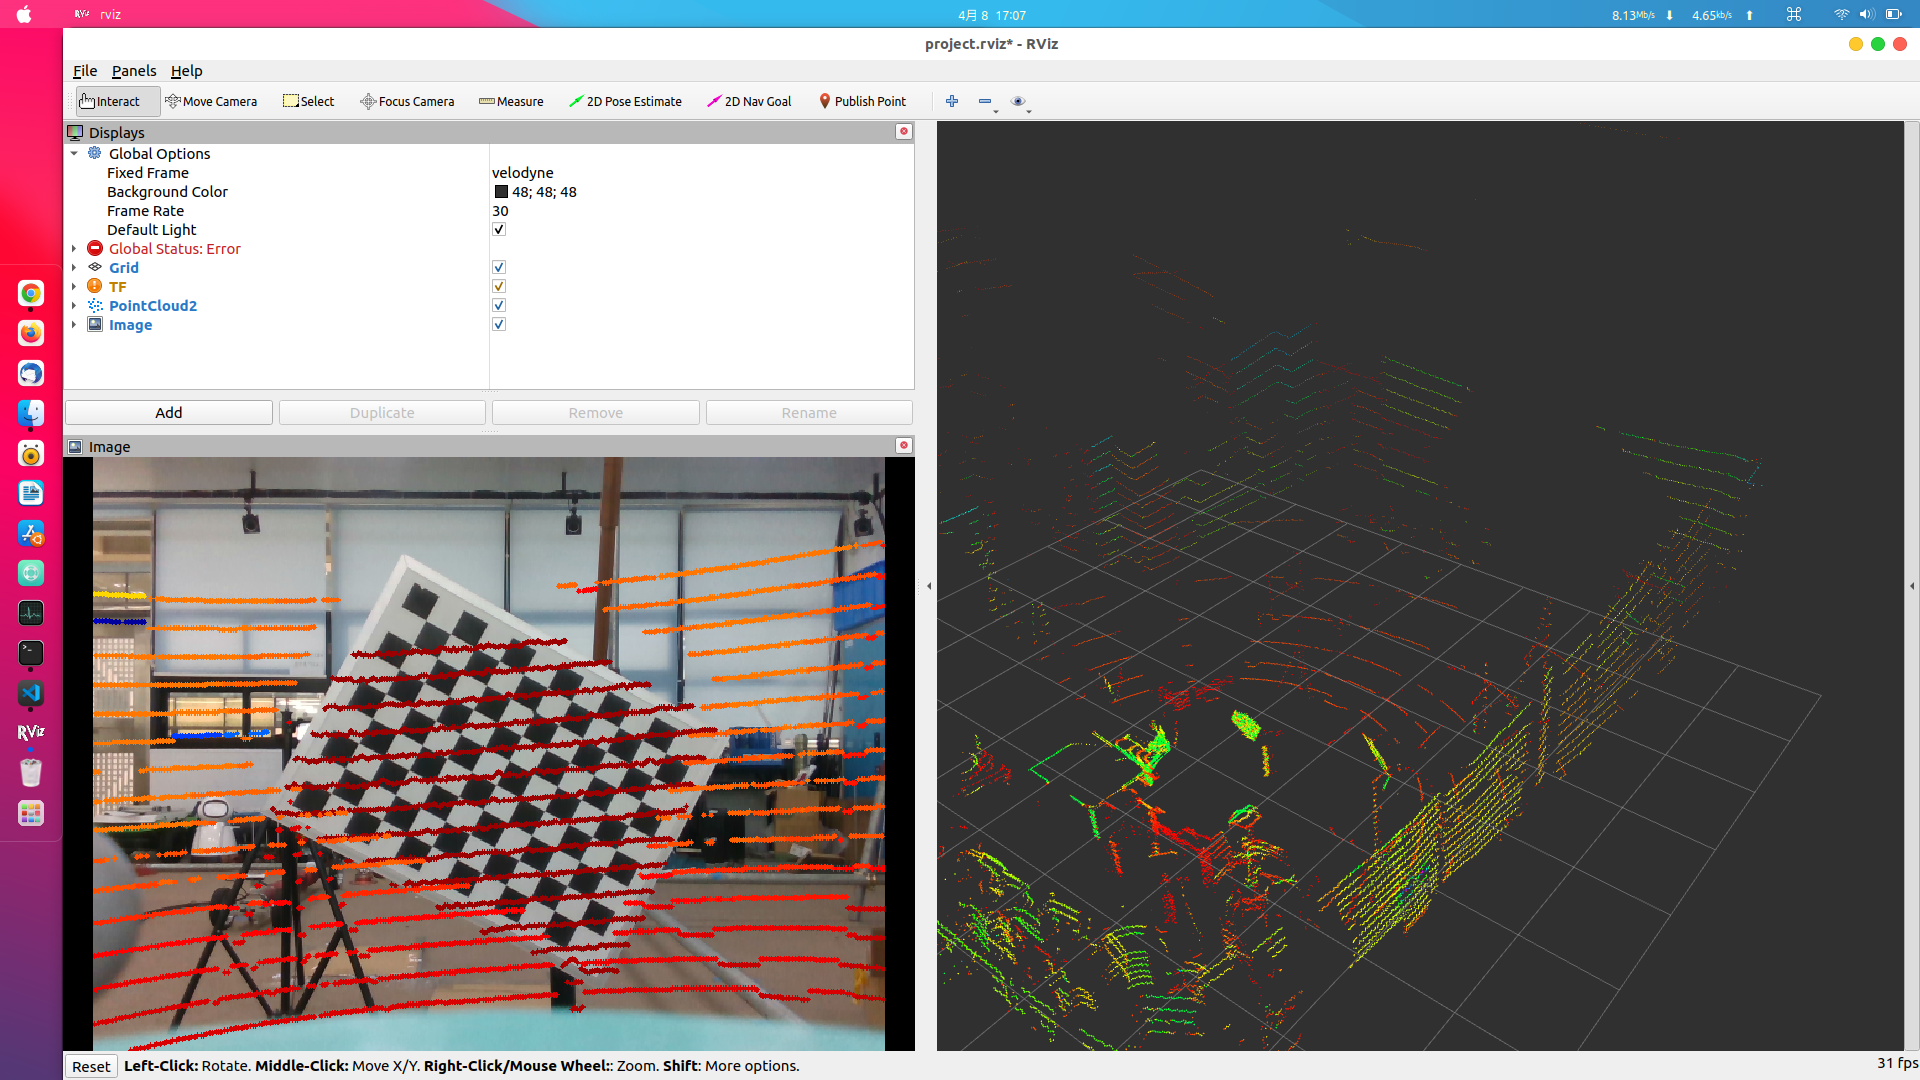 rviz
4月 8 17:07
8.13Mb/s
4.65kb/s
project.rviz* - RViz
File Panels Help
Interact Move Camera Select Focus Camera Measure 2D Pose Estimate 2D Nav Goal Publish Point
Displays
Global Options
Fixed Frame velodyne
Background Color 48; 48; 48
Frame Rate 30
Default Light
Global Status: Error
Grid
TF
PointCloud2
Image
Add Duplicate Remove Rename
Image
RViz
Reset Left-Click: Rotate. Middle-Click: Move X/Y. Right-Click/Mouse Wheel:: Zoom. Shift: More options.
31 fps